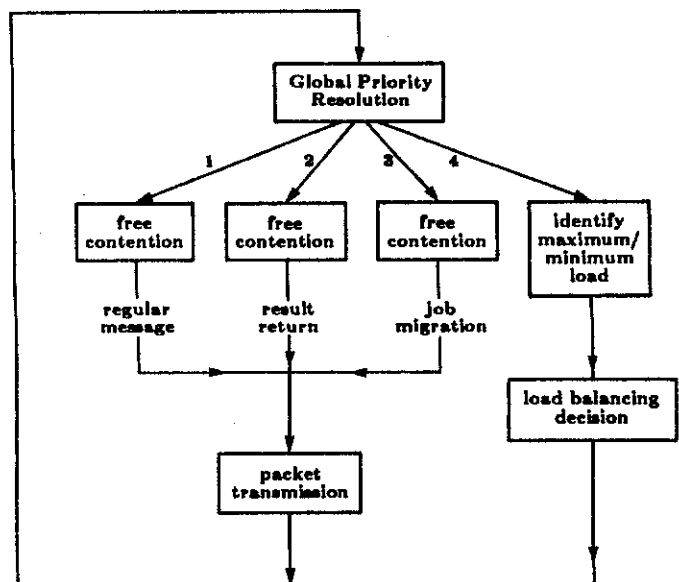 Global Priority
Resolution
1
2
3
4
free
contention
free
contention
free
contention
identify
maximum/
minimum
load
regular
message
result
return
job
migration
load balancing
decision
packet
transmission